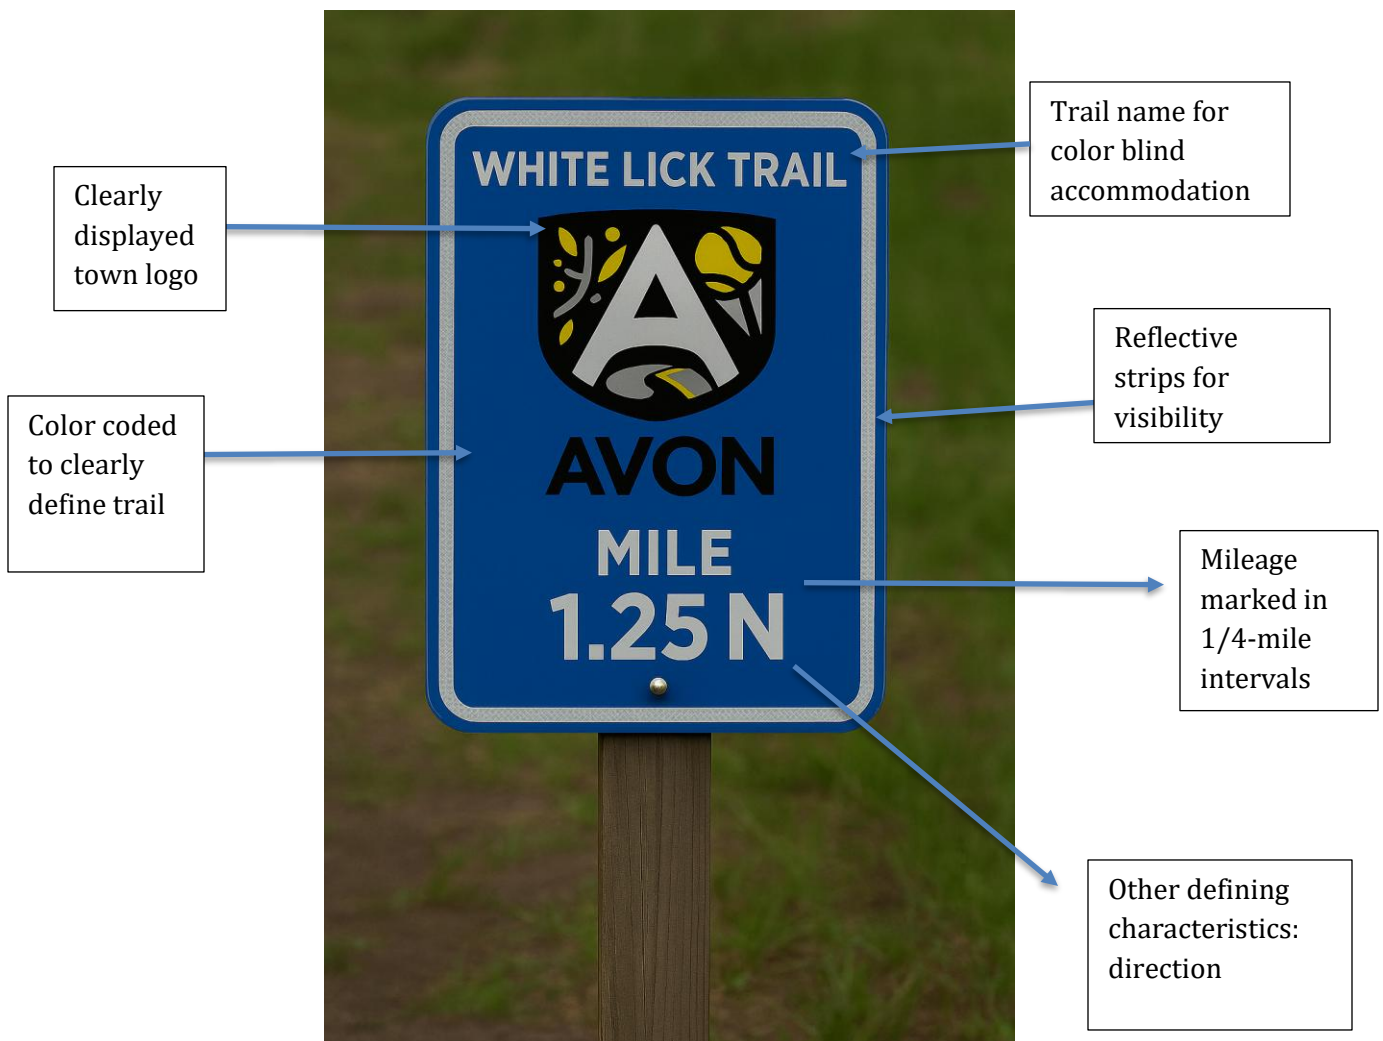 Trail name for
color blind
accommodation
Clearly
displayed
town logo
WHITE LICK TRAIL
A
AVON
MILE
1.25 N
Reflective
strips for
visibility
Color coded
to clearly
define trail
Mileage
marked in
1/4-mile
intervals
Other defining
characteristics:
direction